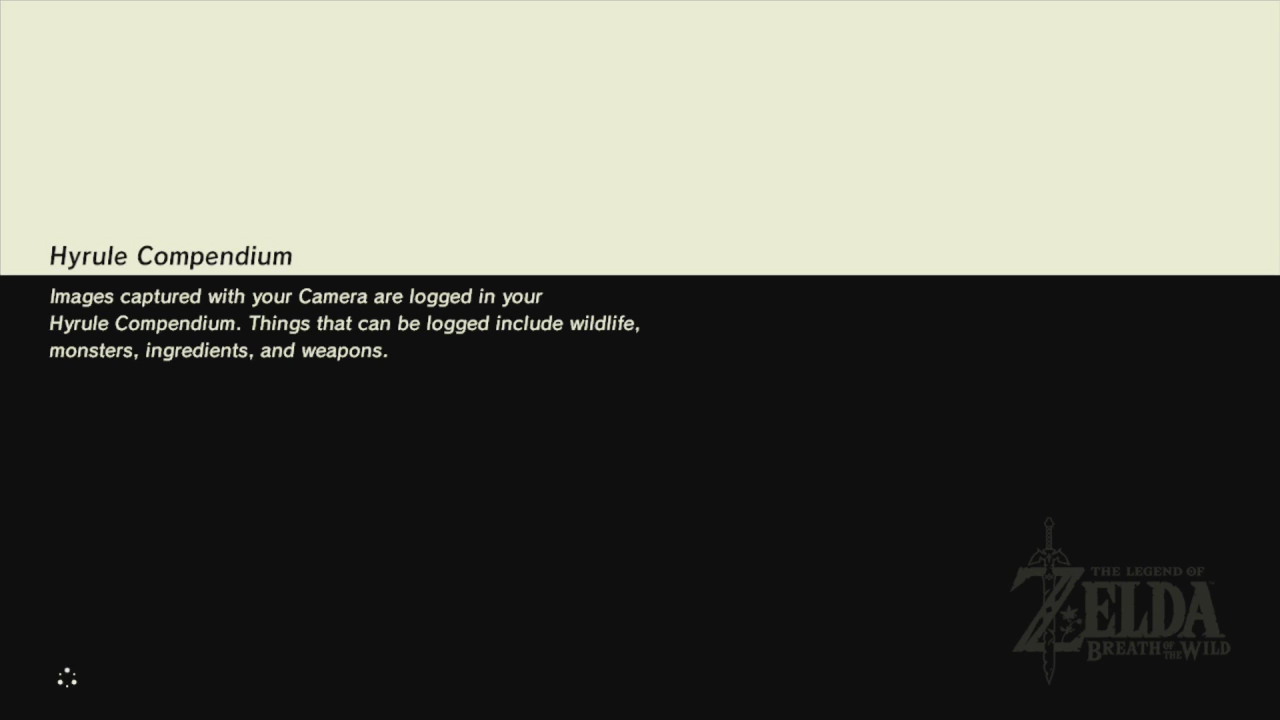 Hyrule Compendium
Images captured with your Camera are logged in your
Hyrule Compendium. Things that can be logged include wildlife,
monsters, ingredients, and weapons.
THE LEGEND OF
ZELDA
BREATH OF THE WILD